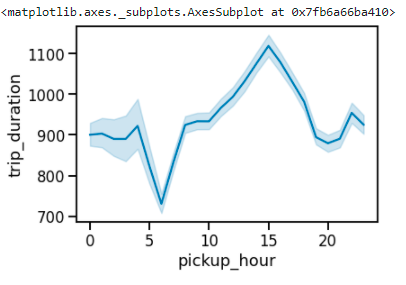 <matplotlib.axes._subplots.AxesSubplot at 0x7fb6a66ba410>
1100
1000
900
800
700
trip_duration
0 5 10 15 20
pickup_hour